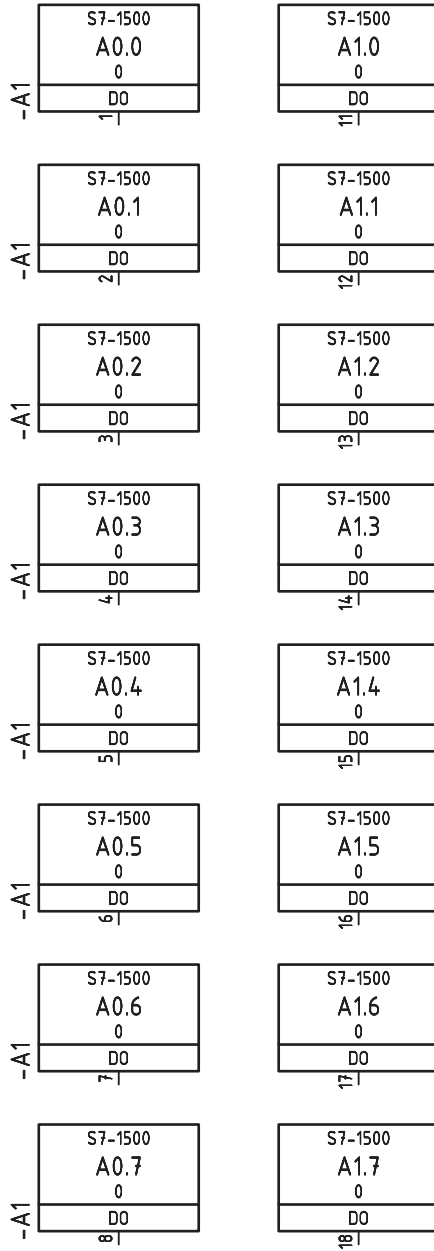 S7-1500
A0.0
0
DO
-A1
1
S7-1500
A1.0
0
DO
11
S7-1500
A0.1
0
DO
-A1
2
S7-1500
A1.1
0
DO
12
S7-1500
A0.2
0
DO
-A1
3
S7-1500
A1.2
0
DO
13
S7-1500
A0.3
0
DO
-A1
4
S7-1500
A1.3
0
DO
14
S7-1500
A0.4
0
DO
-A1
5
S7-1500
A1.4
0
DO
15
S7-1500
A0.5
0
DO
-A1
6
S7-1500
A1.5
0
DO
16
S7-1500
A0.6
0
DO
-A1
7
S7-1500
A1.6
0
DO
17
S7-1500
A0.7
0
DO
-A1
8
S7-1500
A1.7
0
DO
18